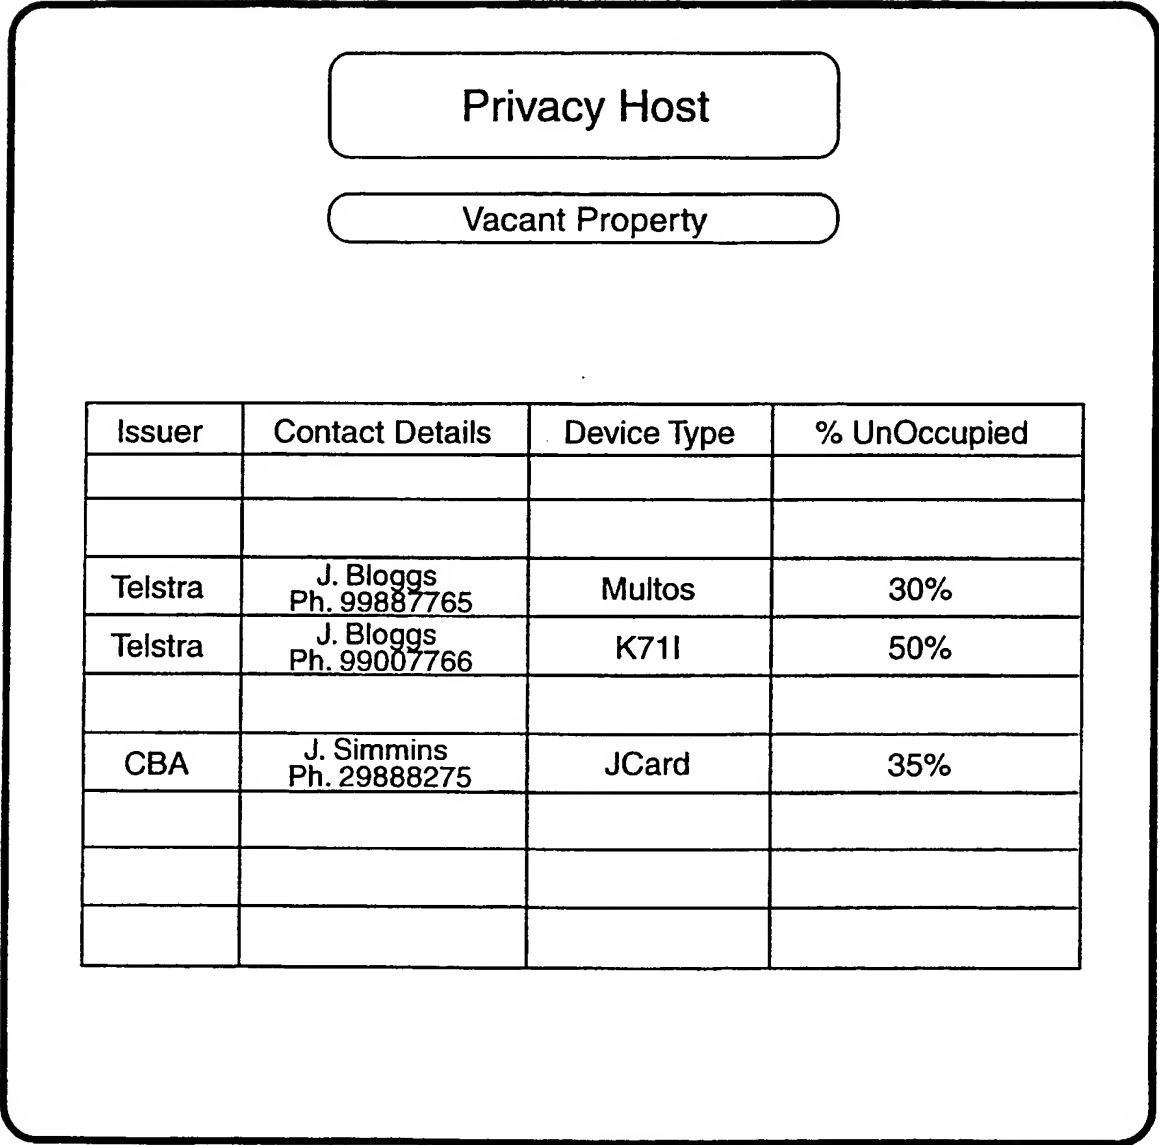 Privacy Host
Vacant Property
Issuer Contact Details Device Type % UnOccupied
Telstra J. Bloggs Ph. 99887765 Multos 30%
Telstra J. Bloggs Ph. 99007766 K71I 50%
CBA J. Simmins Ph. 29888275 JCard 35%